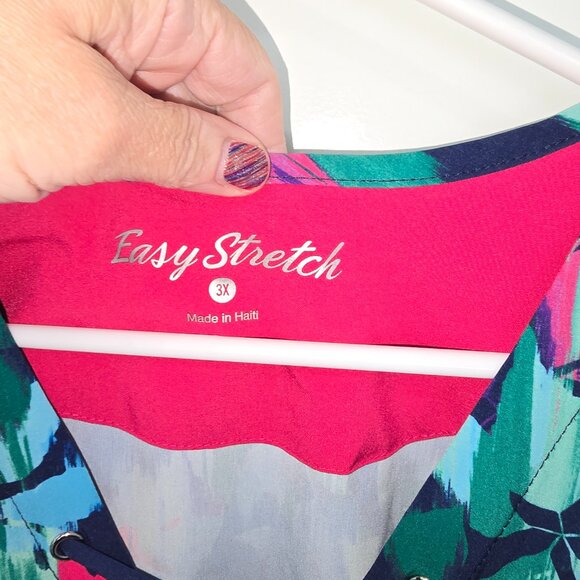 Easy Stretch
3X
Made in Haiti